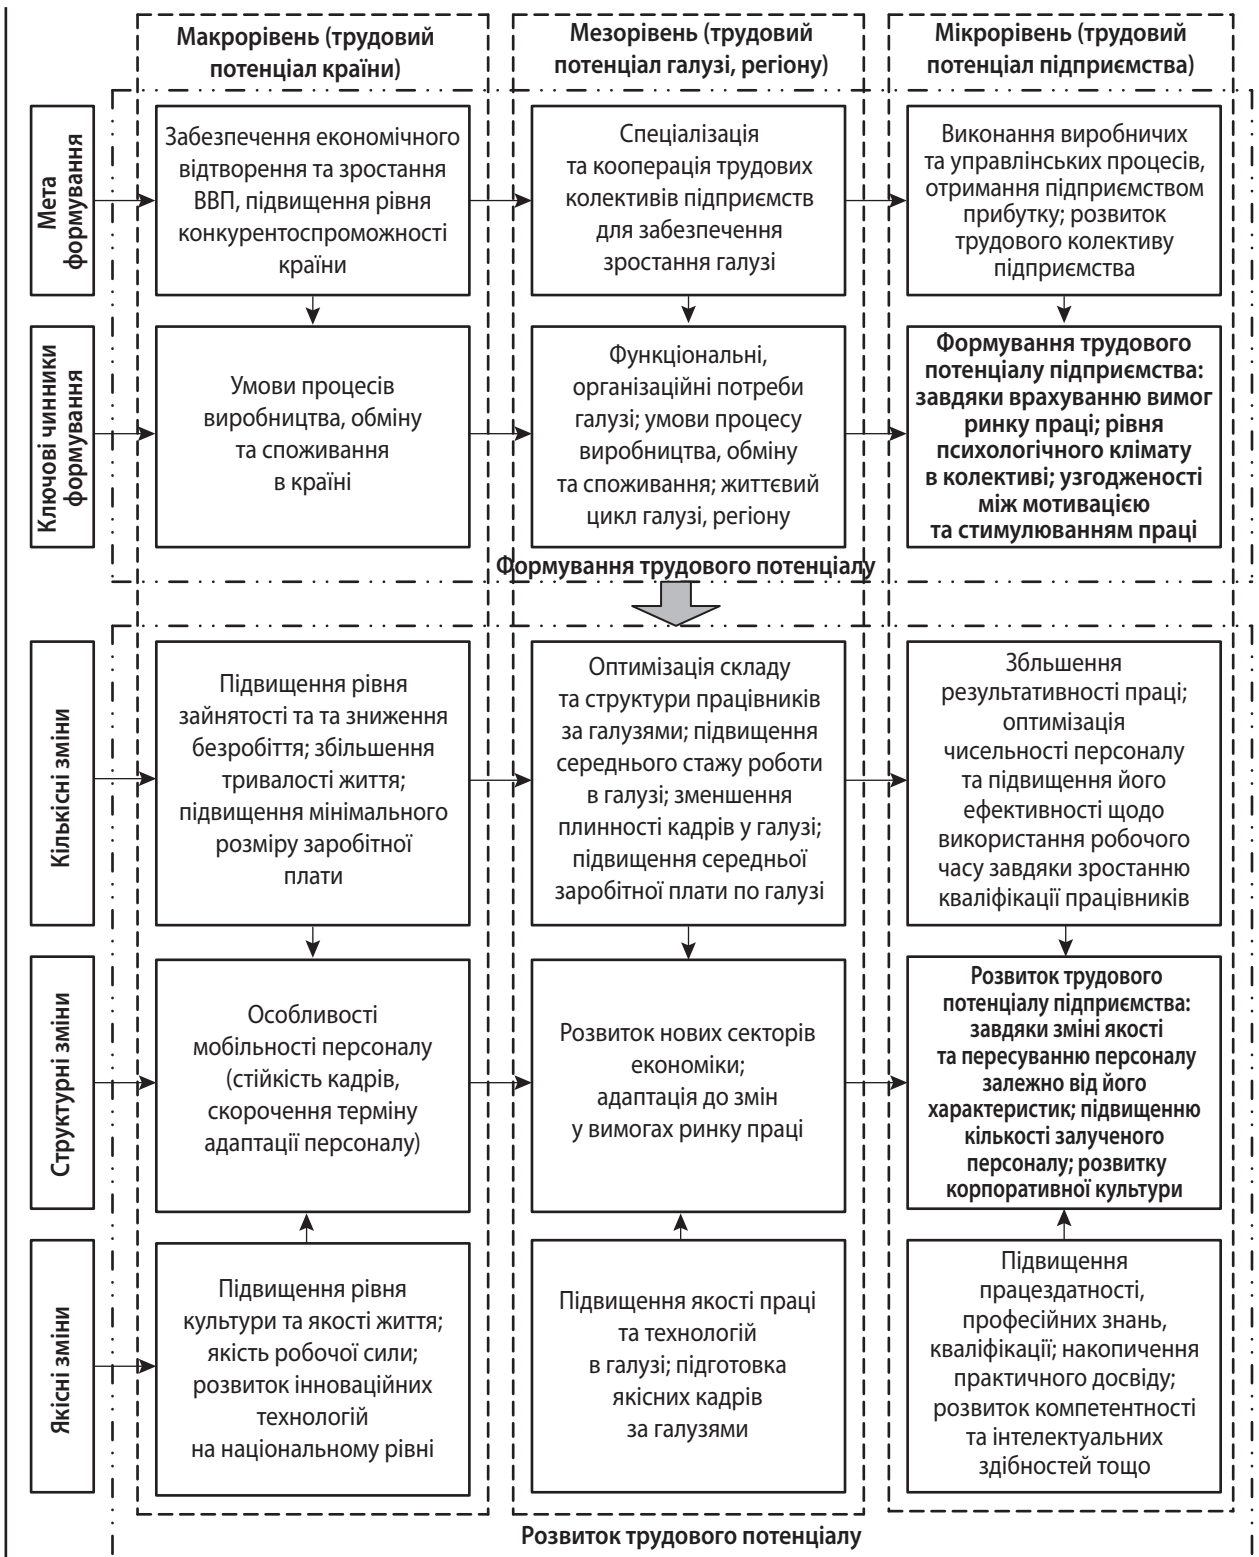 Макрорівень (трудовий
потенціал країни)
Мезорівень (трудовий
потенціал галузі, регіону)
Мікрорівень (трудовий
потенціал підприємства)
Мета
формування
Забезпечення економічного
відтворення та зростання
ВВП, підвищення рівня
конкурентоспроможності
країни
Спеціалізація
та кооперація трудових
колективів підприємств
для забезпечення
зростання галузі
Виконання виробничих
та управлінських процесів,
отримання підприємством
прибутку; розвиток
трудового колективу
підприємства
Ключові чинники
формування
Умови процесів
виробництва, обміну
та споживання
в країні
Функціональні,
організаційні потреби
галузі; умови процесу
виробництва, обміну
та споживання; життєвий
цикл галузі, регіону
Формування трудового
потенціалу підприємства:
завдяки врахуванню вимог
ринку праці; рівня
психологічного клімату
в колективі; узгодженості
між мотивацією
та стимулюванням праці
Формування трудового потенціалу
Кількісні зміни
Підвищення рівня
зайнятості та та зниження
безробіття; збільшення
тривалості життя;
підвищення мінімального
розміру заробітної
плати
Оптимізація складу
та структури працівників
за галузями; підвищення
середнього стажу роботи
в галузі; зменшення
плинності кадрів у галузі;
підвищення середньої
заробітної плати по галузі
Збльшення
результативності праці;
оптимізація
чисельності персоналу
та підвищення його
ефективності щодо
використання робочого
часу завдяки зростанню
кваліфікації працівників
Структурні зміни
Особливості
мобільності персоналу
(стійкість кадрів,
скорочення терміну
адаптації персоналу)
Розвиток нових секторів
економіки;
адаптація до змін
у вимогах ринку праці
Розвиток трудового
потенціалу підприємства:
завдяки зміні якості
та пересуванню персоналу
залежно від його
характеристик; підвищенню
кількості залученого
персоналу; розвитку
корпоративної культури
Якісні зміни
Підвищення рівня
культури та якості життя;
якість робочої сили;
розвиток інноваційних
технологій
на національному рівні
Підвищення якості праці
та технологій
в галузі; підготовка
якісних кадрів
за галузями
Підвищення
працездатності,
професійних знань,
кваліфікації; накопичення
практичного досвіду;
розвиток компетентності
та інтелектуальних
здібностей тощо
Розвиток трудового потенціалу